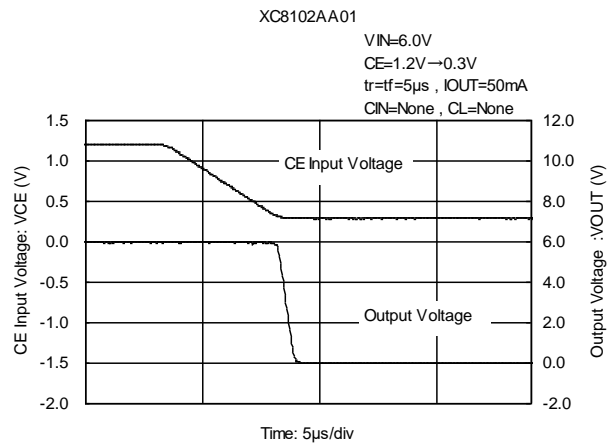 XC8102AA01
VIN=6.0V
CE=1.2V→0.3V
tr=tf=5μs , IOUT=50mA
CIN=None , CL=None
1.5
1.0
0.5
0.0
-0.5
-1.0
-1.5
-2.0
CE Input Voltage: VCE (V)
CE Input Voltage
Output Voltage
12.0
10.0
8.0
6.0
4.0
2.0
0.0
-2.0
Output Voltage :VOUT (V)
Time: 5μs/div